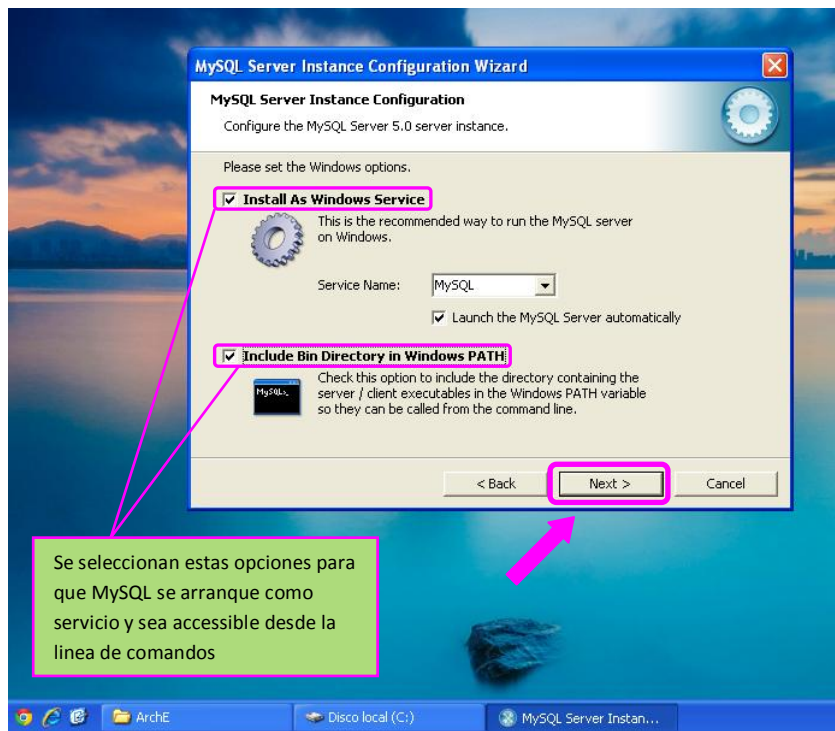 MySQL Server Instance Configuration Wizard
MySQL Server Instance Configuration
Configure the MySQL Server 5.0 server instance.
Please set the Windows options.
Install As Windows Service
This is the recommended way to run the MySQL server
on Windows.
Service Name: MySQL
Launch the MySQL Server automatically
Include Bin Directory in Windows PATH
MySQL>_
Check this option to include the directory containing the
server / client executables in the Windows PATH variable
so they can be called from the command line.
< Back Next > Cancel
Se seleccionan estas opciones para
que MySQL se arranque como
servicio y sea accessible desde la
linea de comandos
ArchE Disco local (C:) MySQL Server Instan...